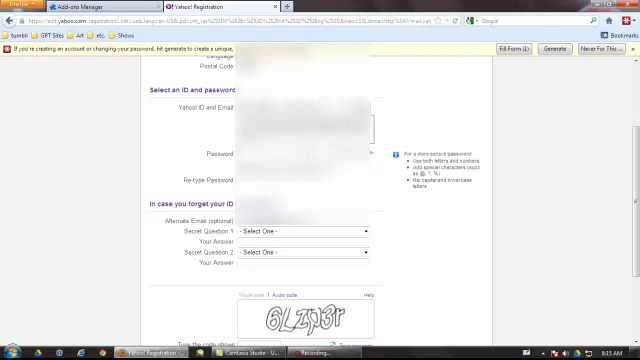 Firefox
Add-ons Manager
Yahoo! Registration
edit.yahoo.com
Google
tumblr
GPT Sites
Art
etc.
Shows
Bookmarks
If you're creating an account or changing your password, hit generate to create a unique,
Fill Form (1)
Generate
Never For This ...
Language
Postal Code
Select an ID and password
Yahoo! ID and Email
Password
For a more secure password:
Use both letters and numbers
Add special characters (such
as @, ?, %)
Mix capital and lowercase
letters
Re-type Password
In case you forget your ID
Alternate Email (optional)
Secret Question 1
- Select One -
Your Answer
Secret Question 2
- Select One -
Your Answer
Visual code
Audio code
Help
6Lzp3r
Type the code shown
Yahoo! Registration - ...
Camtasia Studio - U...
Recording...
8:15 AM